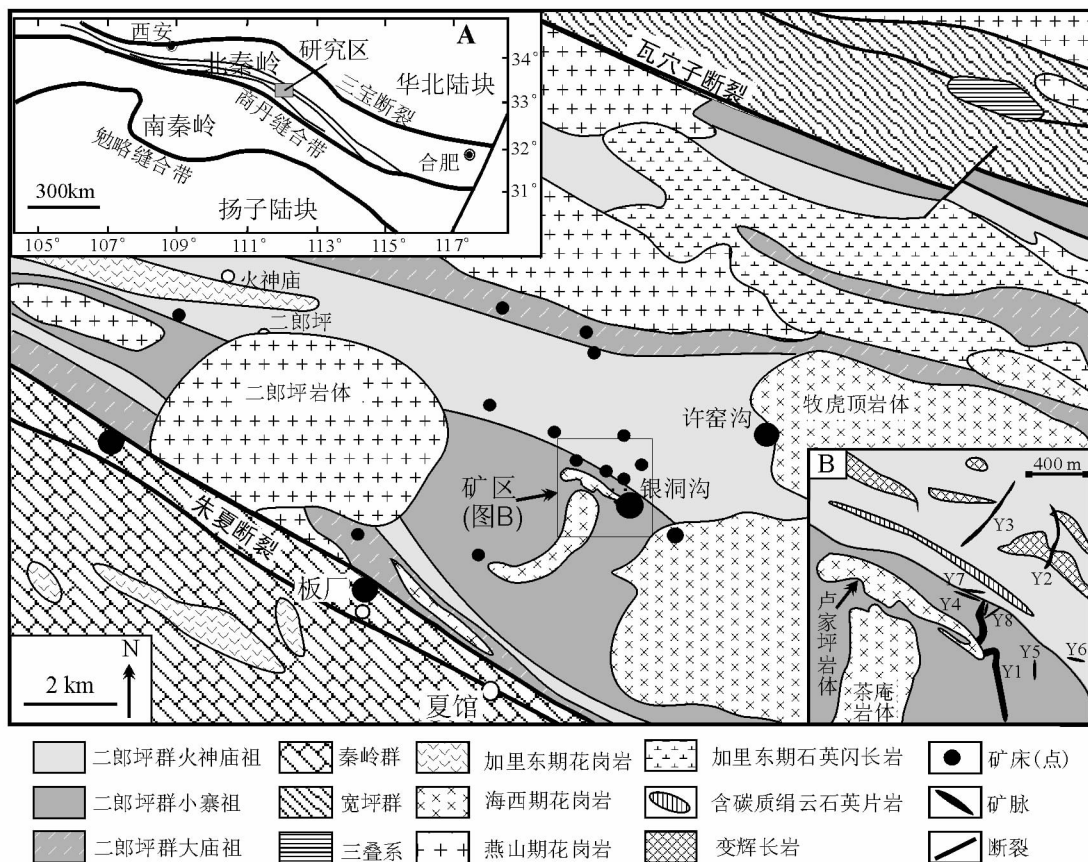 A
西安
北秦岭
研究区
三宝断裂
华北陆块
商丹缝合带
南秦岭
勉略缝合带
合肥
扬子陆块
300km
34°
33°
32°
31°
105°
107°
109°
111°
113°
115°
117°
瓦穴子断裂
火神庙
二郎坪
二郎坪岩体
牧虎顶岩体
许窑沟
矿区
(图B)
银洞沟
朱夏断裂
板厂
夏馆
N
2 km
B
400 m
Y3
Y2
Y7
Y4
Y8
Y5
Y6
Y1
卢家坪岩体
茶庵
岩体
二郎坪群火神庙祖
秦岭群
加里东期花岗岩
加里东期石英闪长岩
矿床(点)
二郎坪群小寨祖
宽坪群
海西期花岗岩
含碳质绢云石英片岩
矿脉
二郎坪群大庙祖
三叠系
燕山期花岗岩
变辉长岩
断裂